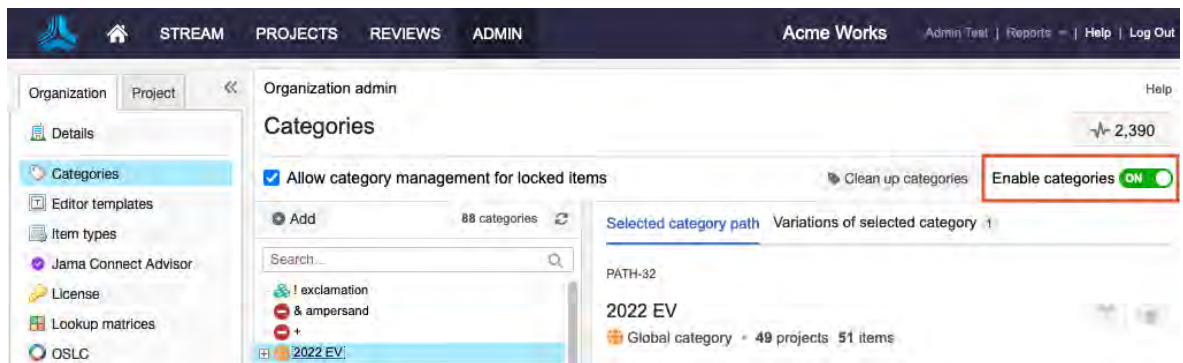 STREAM PROJECTS REVIEWS ADMIN Acme Works Admin Test | Reports | Help | Log Out
Organization Project
Organization admin Help
Details
Categories 2,390
Categories
Allow category management for locked items Clean up categories Enable categories ON
Editor templates
Add 88 categories Selected category path Variations of selected category 1
Item types
Jama Connect Advisor
Search...
PATH-32
License
! exclamation
& ampersand
2022 EV
Lookup matrices
+
Global category • 49 projects 51 items
OSLC
2022 EV